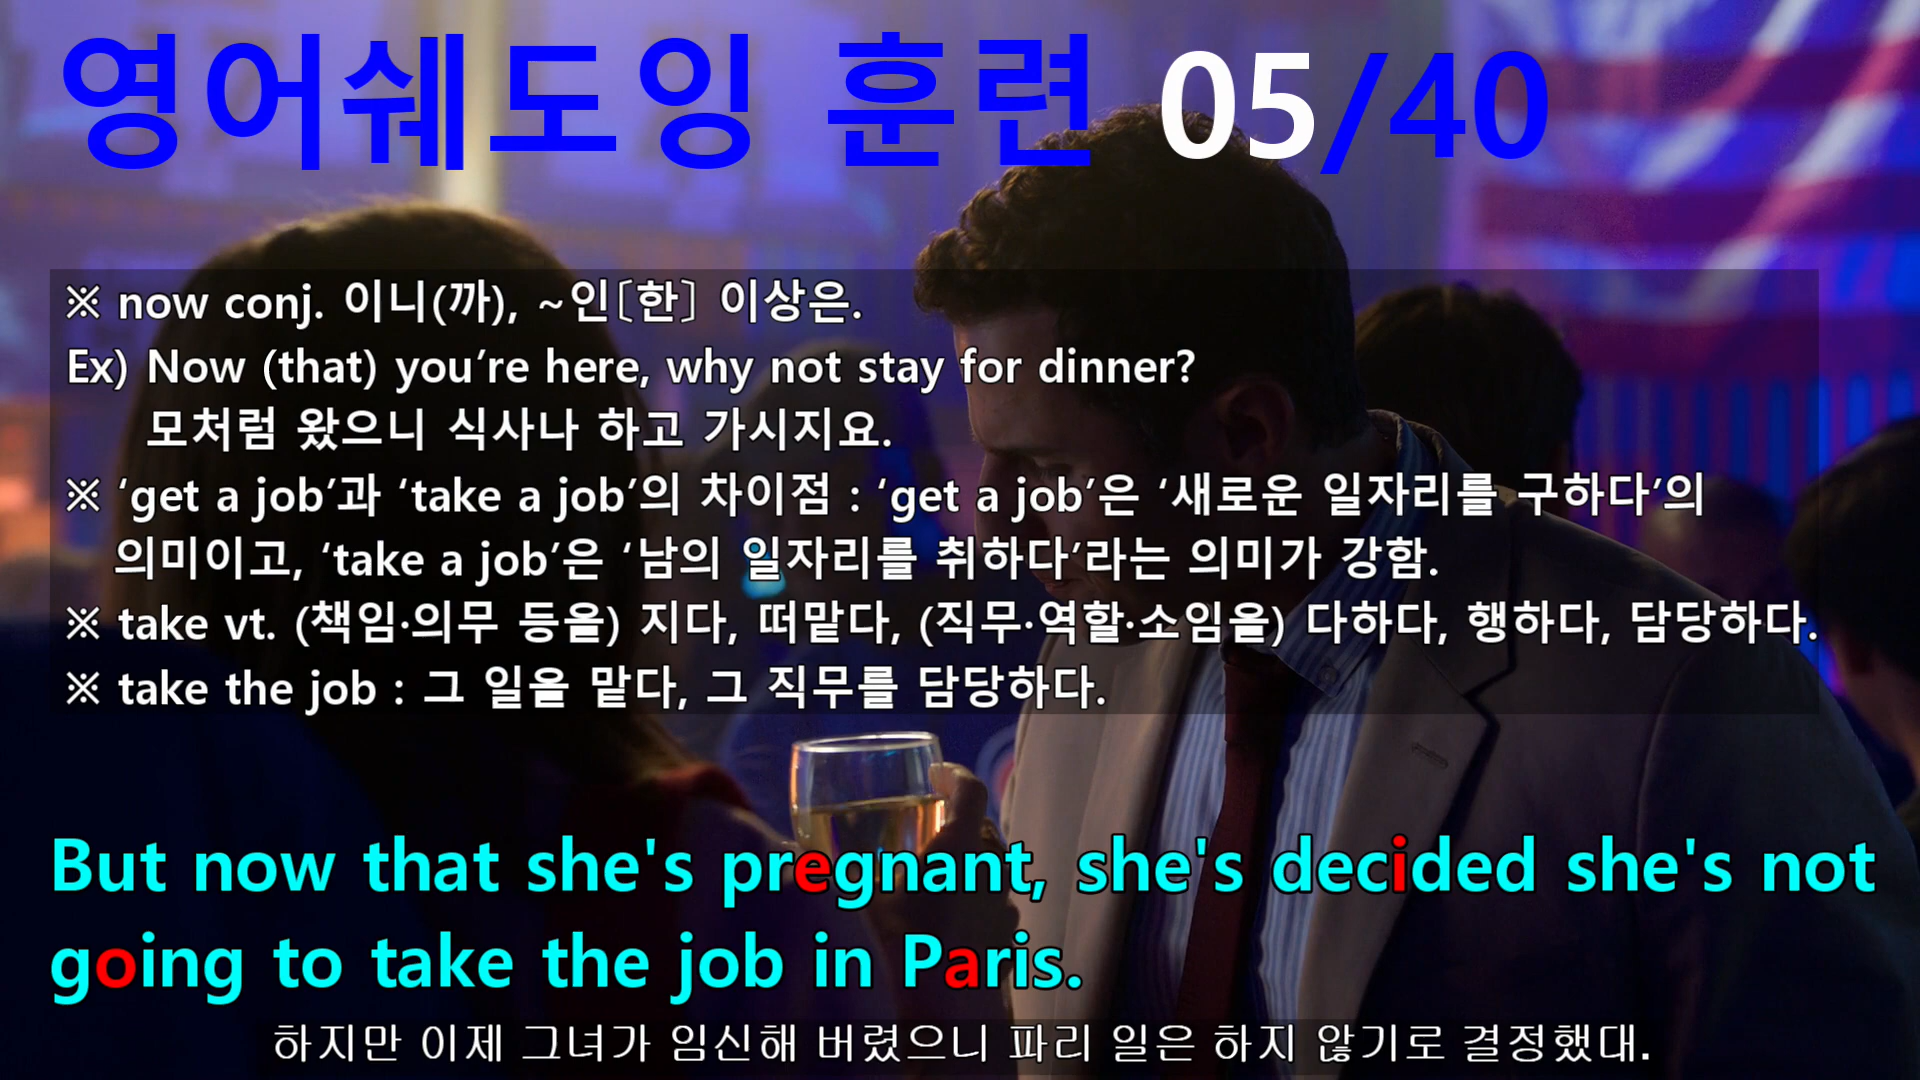 영어쉐도잉 훈련 05/40
※ now conj. 이니(까), ~인[한] 이상은.
Ex) Now (that) you’re here, why not stay for dinner?
모처럼 왔으니 식사나 하고 가시지요.
※ ‘get a job’과 ‘take a job’의 차이점 : ‘get a job’은 ‘새로운 일자리를 구하다’의
의미이고, ‘take a job’은 ‘남의 일자리를 취하다’라는 의미가 강함.
※ take vt. (책임·의무 등을) 지다, 떠맡다, (직무·역할·소임을) 다하다, 행하다, 담당하다.
※ take the job : 그 일을 맡다, 그 직무를 담당하다.
But now that she's pregnant, she's decided she's not
going to take the job in Paris.
하지만 이제 그녀가 임신해 버렸으니 파리 일은 하지 않기로 결정했대.